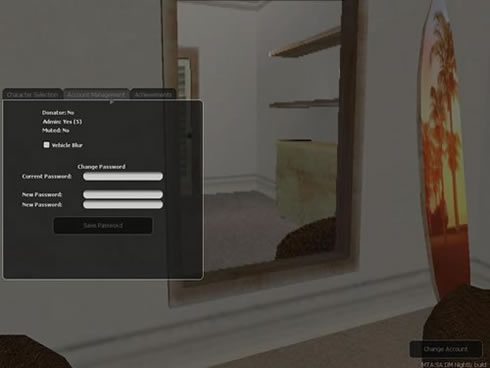 Character Selection
Account Management
Achievements
Donator: No
Admin: Yes (5)
Muted: No
Vehicle Blur
Change Password
Current Password:
New Password:
New Password:
Save Password
Change Account
MTA:SA DM Nightly build